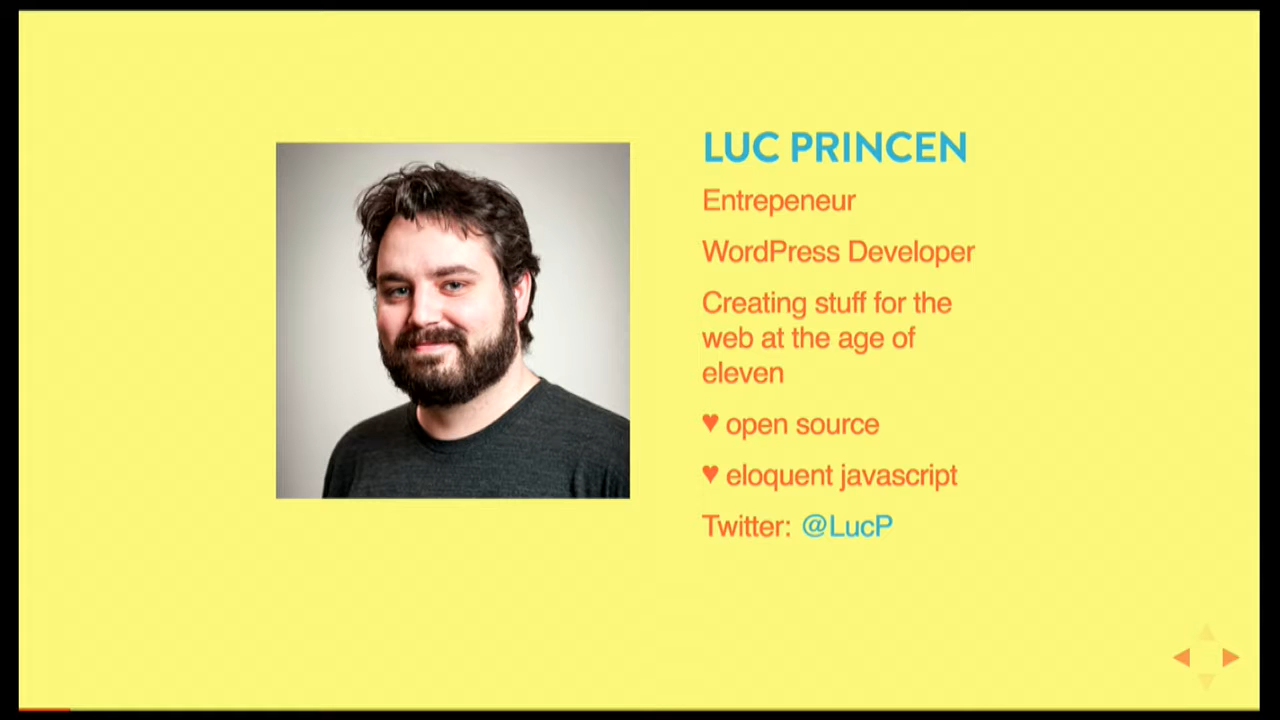 LUC PRINCEN
Entrepeneur
WordPress Developer
Creating stuff for the
web at the age of
eleven
♥ open source
♥ eloquent javascript
Twitter: @LucP